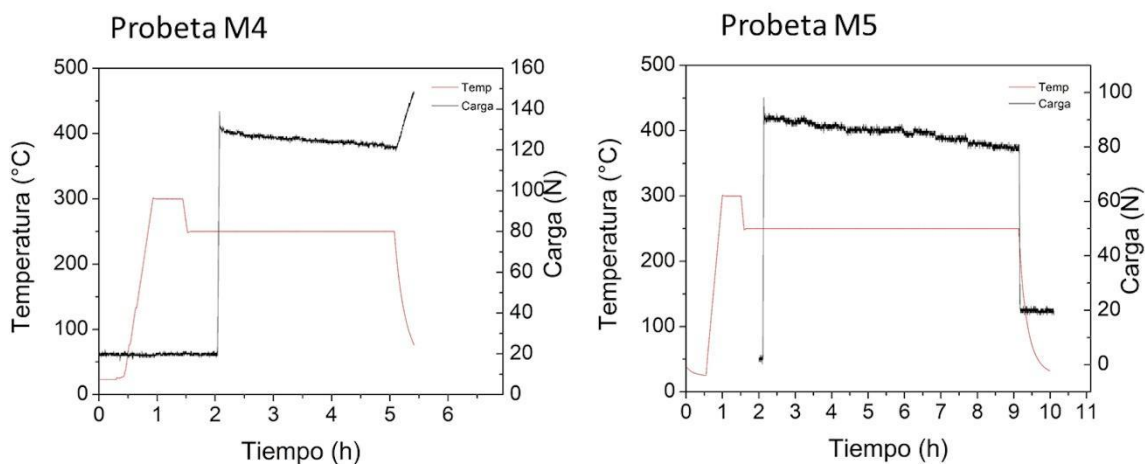 Probeta M4
500
400
300
200
100
0
Temperatura (°C)
160
140
120
100
80
60
40
20
0
Carga (N)
Temp
Carga
0 1 2 3 4 5 6
Tiempo (h)
Probeta M5
500
400
300
200
100
0
Temperatura (°C)
100
80
60
40
20
0
Carga (N)
Temp
Carga
0 1 2 3 4 5 6 7 8 9 10 11
Tiempo (h)